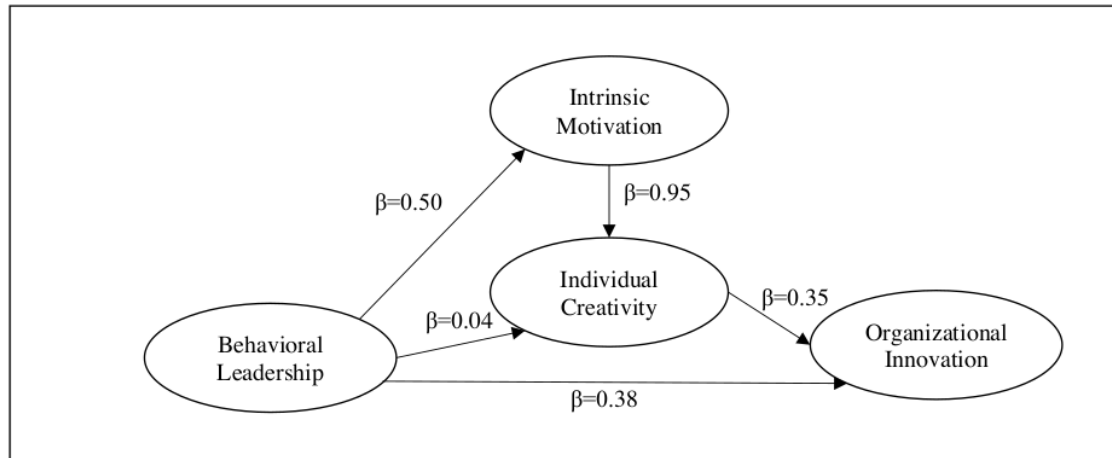 Intrinsic
Motivation
β=0.50
β=0.95
Individual
Creativity
β=0.35
β=0.04
Organizational
Innovation
Behavioral
Leadership
β=0.38